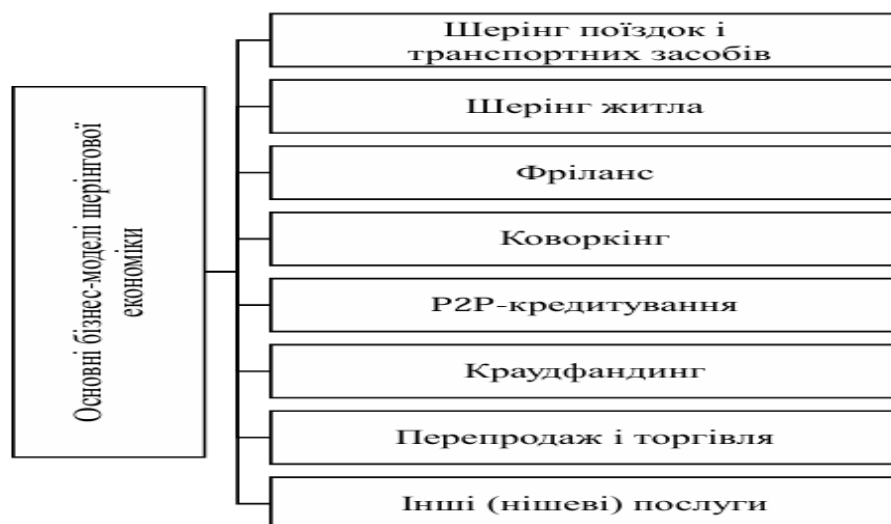 Основні бізнес-моделі шерінгової
економіки
Шерінг поїздок і
транспортних засобів
Шерінг житла
Фріланс
Коворкінг
P2P-кредитування
Краудфандинг
Перепродаж і торгівля
Інші (нішеві) послуги